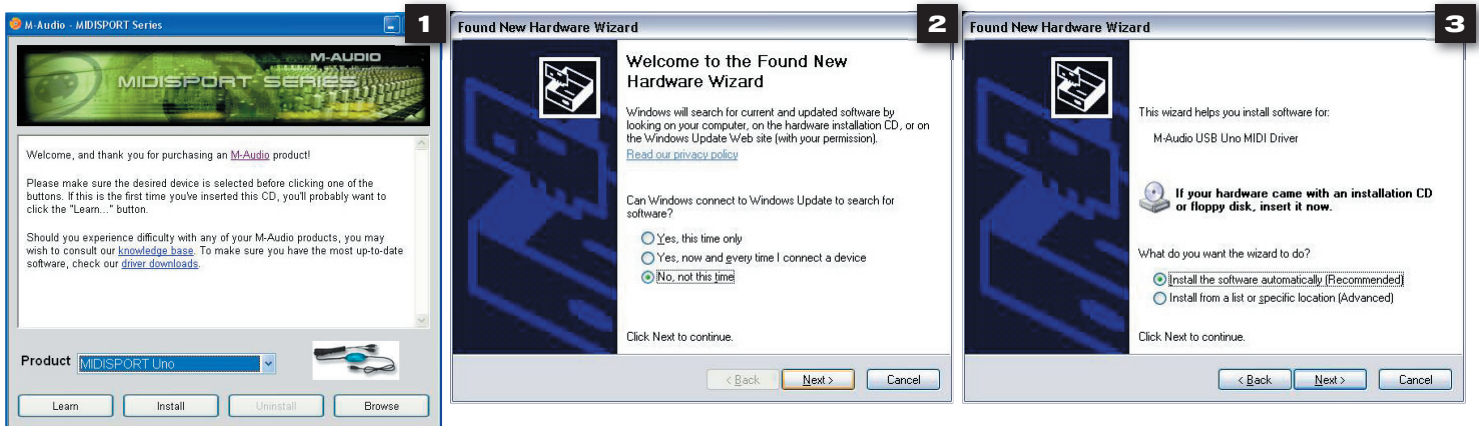 M-Audio - MIDISPORT Series
1
M-AUDIO
MIDISPORT SERIES
Welcome, and thank you for purchasing an M-Audio product!
Please make sure the desired device is selected before clicking one of the
buttons. If this is the first time you've inserted this CD, you'll probably want to
click the "Learn..." button.
Should you experience difficulty with any of your M-Audio products, you may
wish to consult our knowledge base. To make sure you have the most up-to-date
software, check our driver downloads.
Product MIDISPORT Uno
Learn Install Uninstall Browse
Found New Hardware Wizard
2
Welcome to the Found New
Hardware Wizard
Windows will search for current and updated software by
looking on your computer, on the hardware installation CD, or on
the Windows Update Web site (with your permission).
Read our privacy policy
Can Windows connect to Windows Update to search for
software?
Yes, this time only
Yes, now and every time I connect a device
No, not this time
Click Next to continue.
< Back Next > Cancel
Found New Hardware Wizard
3
This wizard helps you install software for:
M-Audio USB Uno MIDI Driver
If your hardware came with an installation CD
or floppy disk, insert it now.
What do you want the wizard to do?
Install the software automatically (Recommended)
Install from a list or specific location (Advanced)
Click Next to continue.
< Back Next > Cancel